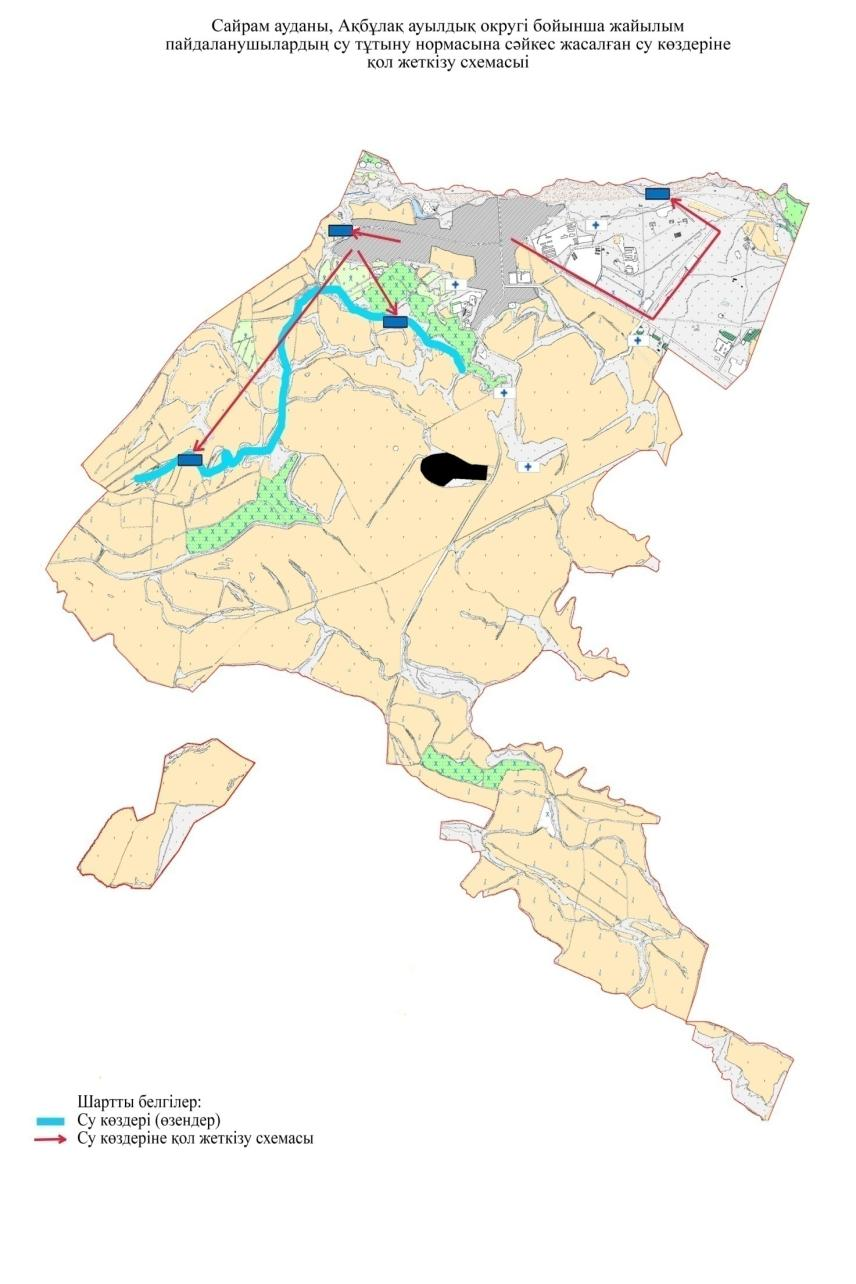 Сайрам ауданы, Ақбұлақ ауылдық округі бойынша жайылым
пайдаланушылардың су тұтыну нормасына сәйкес жасалған су көздеріне
қол жеткізу схемасыі
Шартты белгілер:
Су көздері (өзендер)
Су көздеріне қол жеткізу схемасы